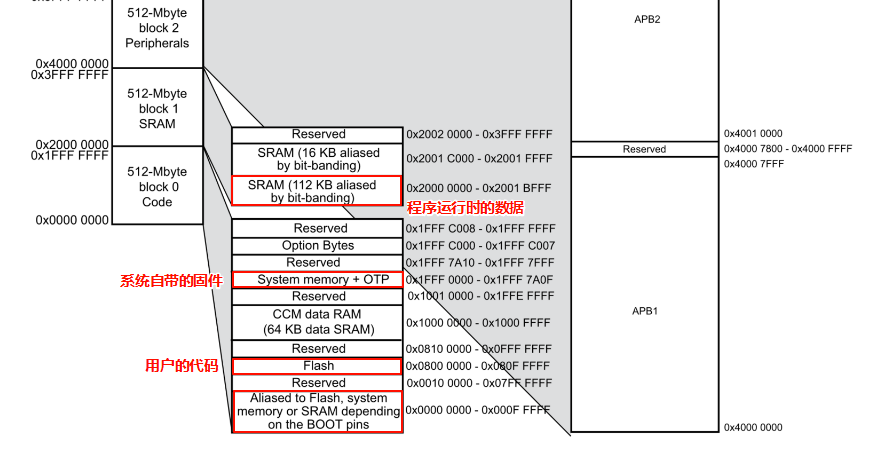 512-Mbyte
block 2
Peripherals
0x4000 0000
0x3FFF FFFF
512-Mbyte
block 1
SRAM
0x2000 0000
0x1FFF FFFF
512-Mbyte
block 0
Code
0x0000 0000
Reserved
0x2002 0000 - 0x3FFF FFFF
SRAM (16 KB aliased
by bit-banding)
0x2001 C000 - 0x2001 FFFF
SRAM (112 KB aliased
by bit-banding)
0x2000 0000 - 0x2001 BFFF
程序运行时的数据
Reserved
0x1FFF C008 - 0x1FFF FFFF
Option Bytes
0x1FFF C000 - 0x1FFF C007
Reserved
0x1FFF 7A10 - 0x1FFF 7FFF
系统自带的固件
System memory + OTP
0x1FFF 0000 - 0x1FFF 7A0F
Reserved
0x1001 0000 - 0x1FFE FFFF
CCM data RAM
(64 KB data SRAM)
0x1000 0000 - 0x1000 FFFF
Reserved
0x0810 0000 - 0x0FFF FFFF
用户的代码
Flash
0x0800 0000 - 0x080F FFFF
Reserved
0x0010 0000 - 0x07FF FFFF
Aliased to Flash, system
memory or SRAM depending
on the BOOT pins
0x0000 0000 - 0x000F FFFF
APB2
0x4001 0000
Reserved
0x4000 7800 - 0x4000 FFFF
0x4000 7FFF
APB1
0x4000 0000